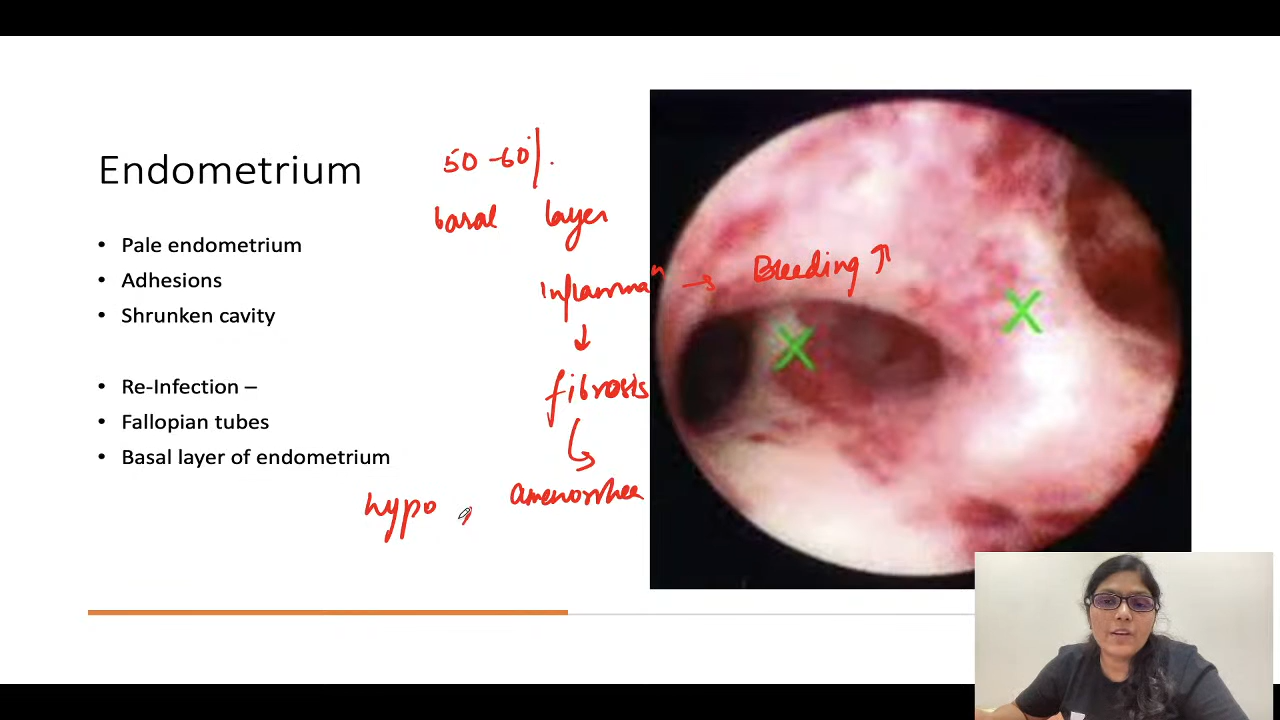 Endometrium
50-60%.
basal layer
• Pale endometrium
• Adhesions
• Shrunken cavity
Inflamma^n → Bleeding ↑
↓
fibrosis
• Re-Infection –
• Fallopian tubes
• Basal layer of endometrium
amenorrhea
hypo
X
X